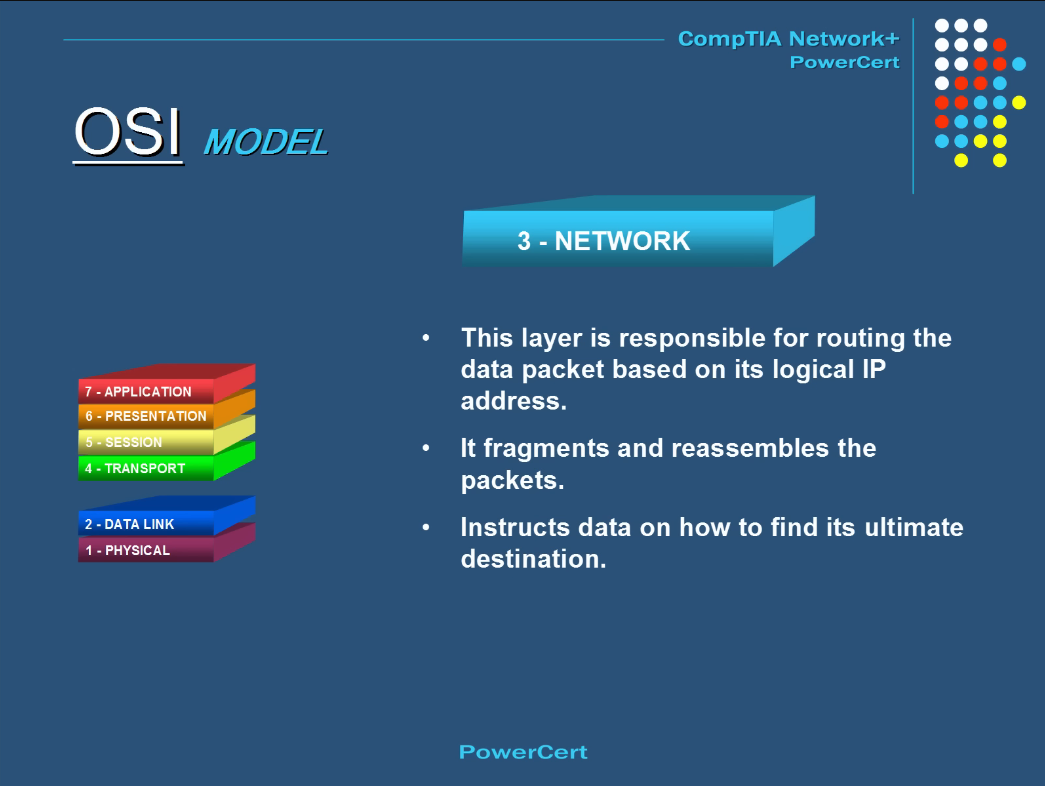 CompTIA Network+
PowerCert
OSI MODEL
3 - NETWORK
• This layer is responsible for routing the
data packet based on its logical IP
address.
• It fragments and reassembles the
packets.
• Instructs data on how to find its ultimate
destination.
7 - APPLICATION
6 - PRESENTATION
5 - SESSION
4 - TRANSPORT
2 - DATA LINK
1 - PHYSICAL
PowerCert